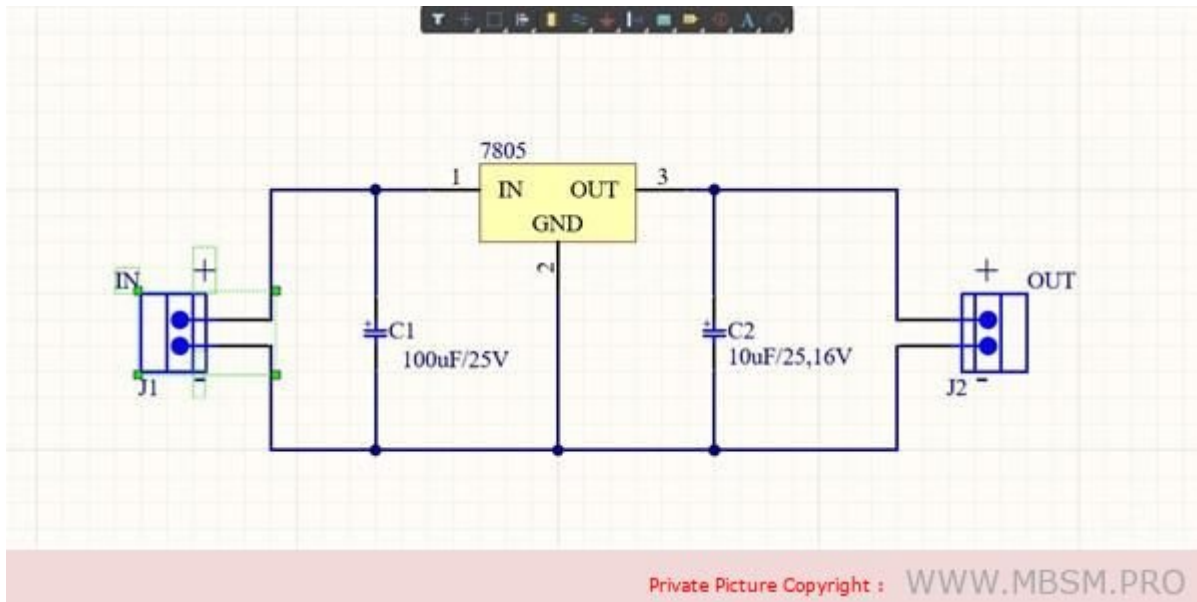 7805
1 IN OUT 3
GND
2
IN + + OUT
C1 C2
100uF/25V 10uF/25,16V
J1 - J2 -
Private Picture Copyright : WWW.MBSM.PRO